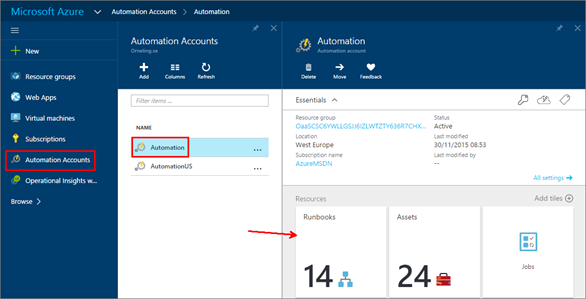 Microsoft Azure
Automation Accounts
Automation
New
Resource groups
Web Apps
Virtual machines
Subscriptions
Automation Accounts
Operational Insights w...
Browse
Automation Accounts
Orneling.se
Add
Columns
Refresh
Filter items ...
NAME
Automation
...
AutomationUS
...
Automation
Automation account
Delete
Move
Feedback
Essentials
Resource group
Location
West Europe
Subscription name
AzureMSDN
Status
Active
Last modified
30/11/2015 08:53
Last modified by
--
All settings
Resources
Add tiles
Runbooks
14
Assets
24
Jobs